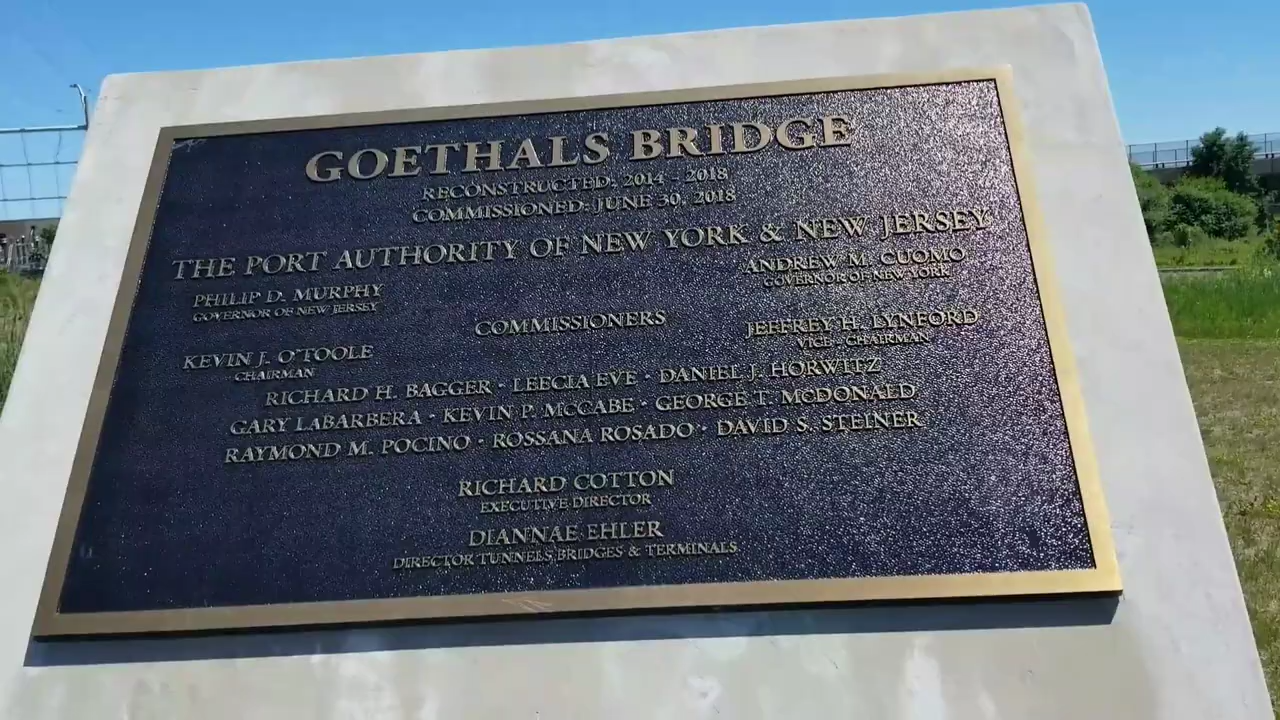 GOETHALS BRIDGE
RECONSTRUCTED: 2014 - 2018
COMMISSIONED: JUNE 30, 2018
THE PORT AUTHORITY OF NEW YORK & NEW JERSEY
PHILIP D. MURPHY ANDREW M. CUOMO
GOVERNOR OF NEW JERSEY GOVERNOR OF NEW YORK
COMMISSIONERS
KEVIN J. O'TOOLE JEFFREY H. LYNFORD
CHAIRMAN VICE - CHAIRMAN
RICHARD H. BAGGER · LEECIA EVE · DANIEL J. HORWITZ
GARY LABARBERA · KEVIN P. MCCABE · GEORGE T. MCDONALD
RAYMOND M. POCINO · ROSSANA ROSADO · DAVID S. STEINER
RICHARD COTTON
EXECUTIVE DIRECTOR
DIANNAE EHLER
DIRECTOR TUNNELS, BRIDGES & TERMINALS